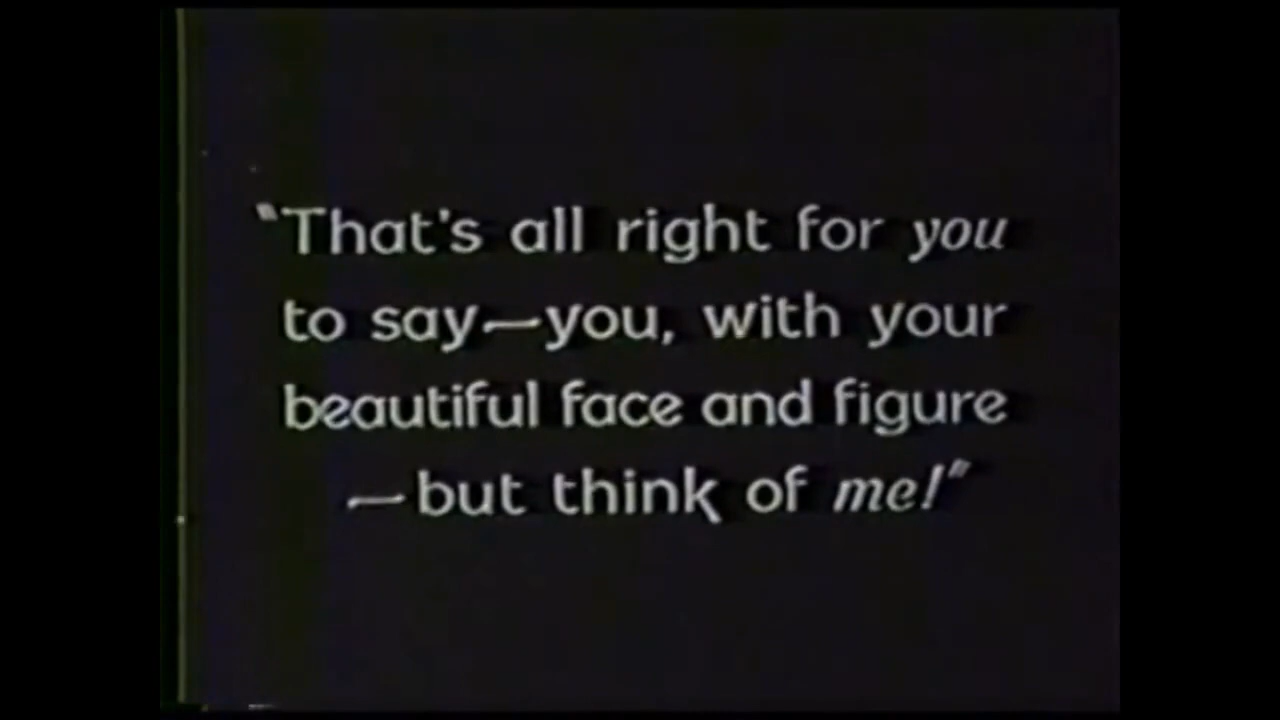 "That's all right for you
to say—you, with your
beautiful face and figure
—but think of me!"